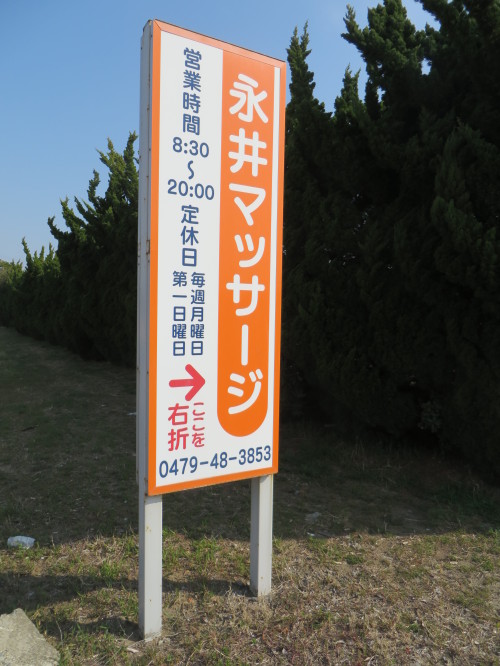 永井マッサージ
営業時間
8:30
〜
20:00
定休日
毎週月曜日
第一日曜日
→ここを
右折
0479-48-3853